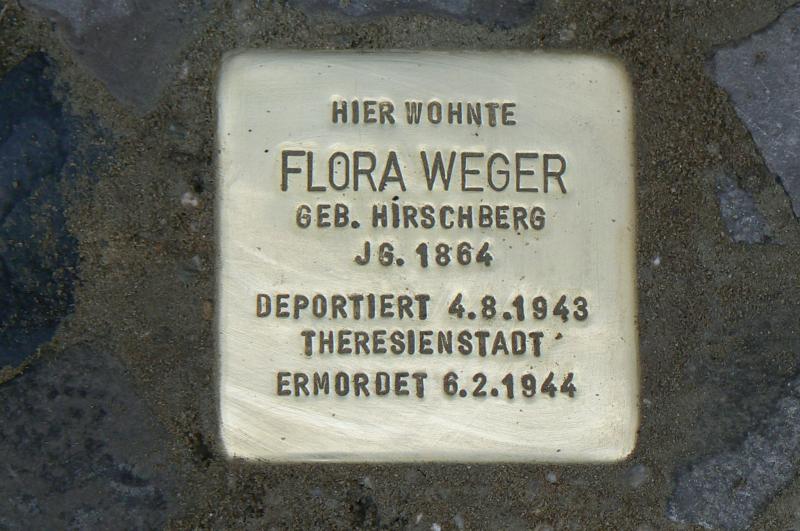 HIER WOHNTE
FLORA WEGER
GEB. HIRSCHBERG
JG. 1864
DEPORTIERT 4.8.1943
THERESIENSTADT
ERMORDET 6.2.1944